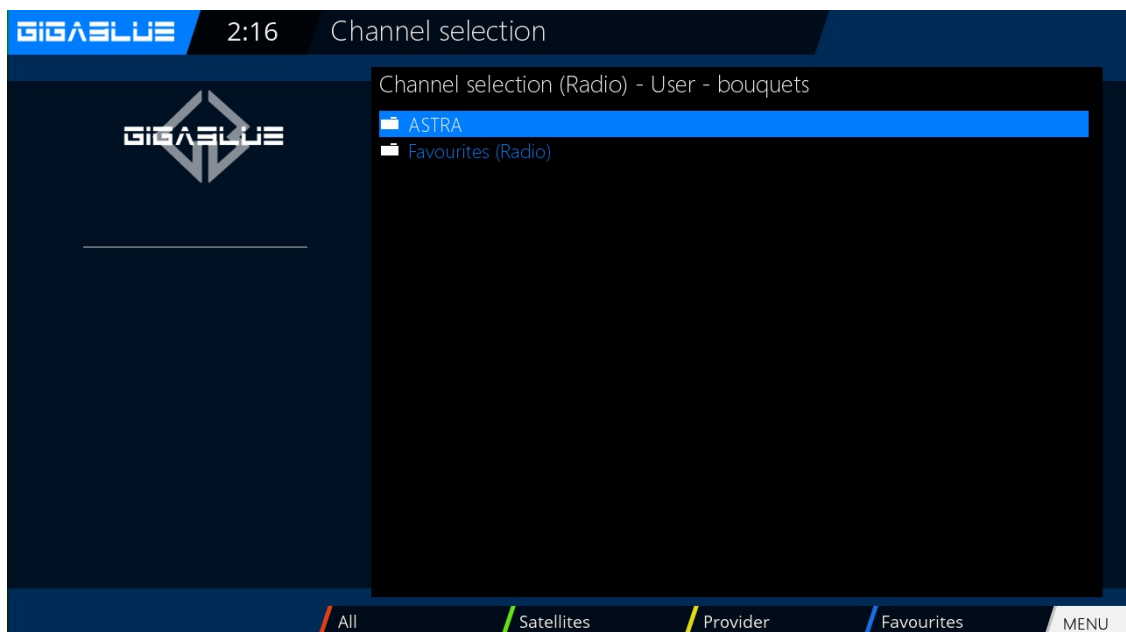 GIGABLUE 2:16 Channel selection
Channel selection (Radio) - User - bouquets
GIGABLUE
ASTRA
Favourites (Radio)
All Satellites Provider Favourites MENU